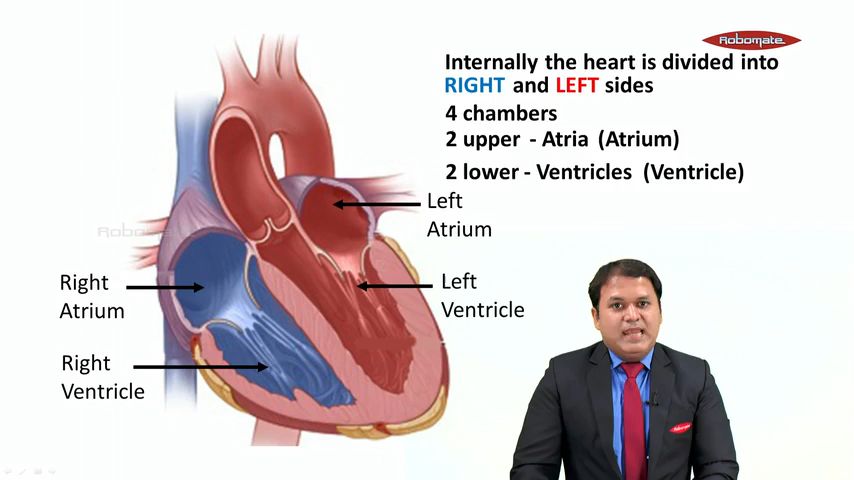 Robomate
Internally the heart is divided into
RIGHT and LEFT sides
4 chambers
2 upper - Atria (Atrium)
2 lower - Ventricles (Ventricle)
Left
Atrium
Right
Atrium
Left
Ventricle
Right
Ventricle
Robomate